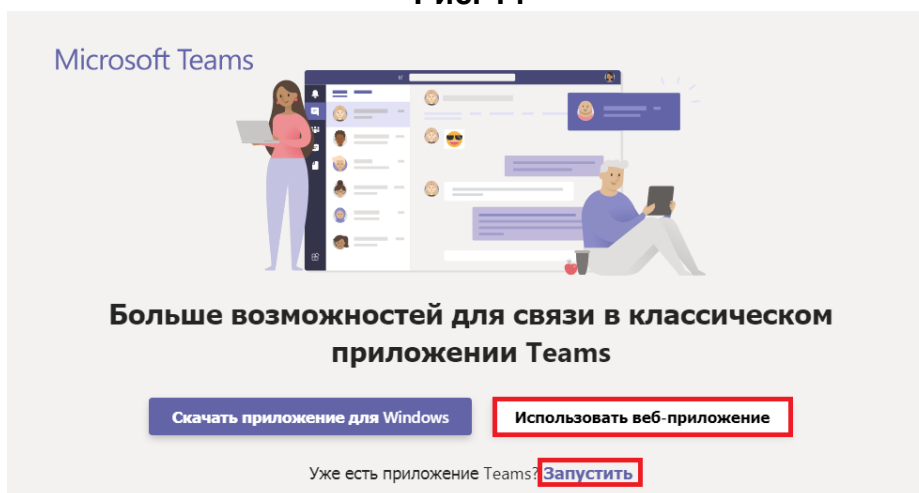 Microsoft Teams
Больше возможностей для связи в классическом
приложении Teams
Скачать приложение для Windows
Использовать веб-приложение
Уже есть приложение Teams? Запустить